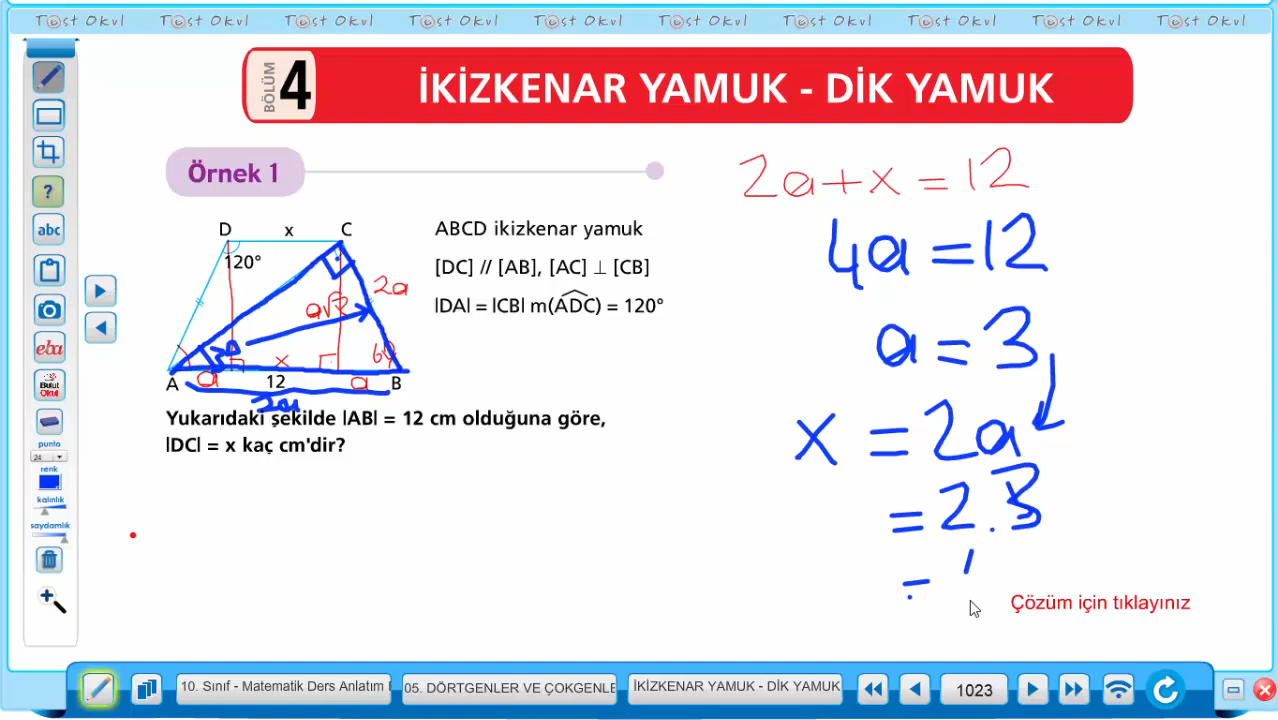 Test Okul Test Okul Test Okul Test Okul Test Okul Test Okul Test Okul Test Okul Test Okul Test Okul
BÖLÜM 4 İKİZKENAR YAMUK - DİK YAMUK
Örnek 1
2a+x=12
D x C
ABCD ikizkenar yamuk
120°
4a=12
[DC] // [AB], [AC] ⊥ [CB]
2a
|DA| = |CB| m(ADC) = 120°
a=3
x
A a 12 a B
2a
Yukarıdaki şekilde |AB| = 12 cm olduğuna göre,
|DC| = x kaç cm'dir?
x = 2a
= 2.3
=
Çözüm için tıklayınız
?
abc
eba
Bulut
Okul
punto
24
renk
kalınlık
saydamlık
10. Sınıf - Matematik Ders Anlatım
05. DÖRTGENLER VE ÇOKGENLE
İKİZKENAR YAMUK - DİK YAMUK
1023